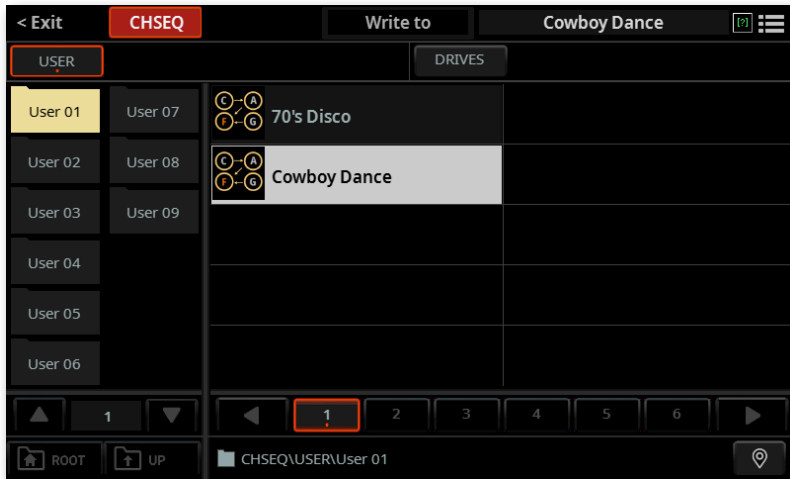 < Exit CHSEQ Write to Cowboy Dance [?]
USER DRIVES
User 01 User 07 C A F G 70's Disco
User 02 User 08 C A F G Cowboy Dance
User 03 User 09
User 04
User 05
User 06
1 1 2 3 4 5 6
ROOT UP CHSEQ\USER\User 01